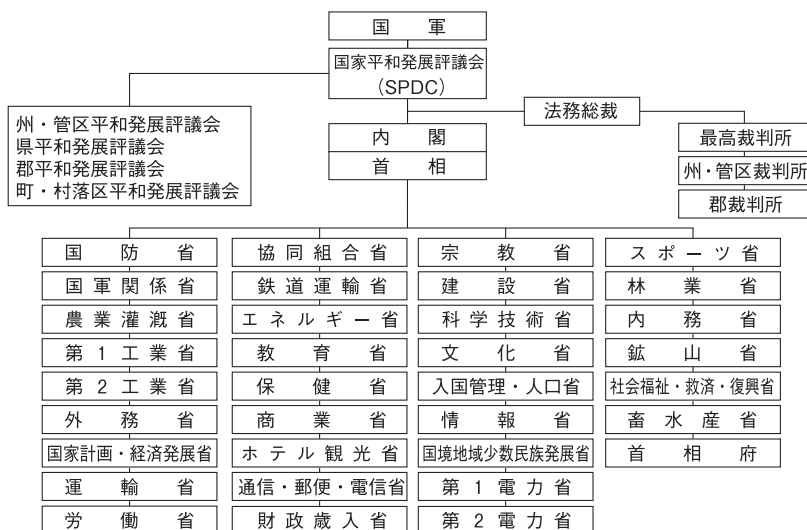 国軍
国家平和発展評議会
（SPDC）
法務総裁
州・管区平和発展評議会
県平和発展評議会
郡平和発展評議会
町・村落区平和発展評議会
内閣
首相
最高裁判所
州・管区裁判所
郡裁判所
国防省
国軍関係省
農業灌漑省
第1工業省
第2工業省
外務省
国家計画・経済発展省
運輸省
労働省
協同組合省
鉄道運輸省
エネルギー省
教育省
保健省
商業省
ホテル観光省
通信・郵便・電信省
財政歳入省
宗教省
建設省
科学技術省
文化省
入国管理・人口省
情報省
国境地域少数民族発展省
第1電力省
第2電力省
スポーツ省
林業省
内務省
鉱山省
社会福祉・救済・復興省
畜水産省
首相府